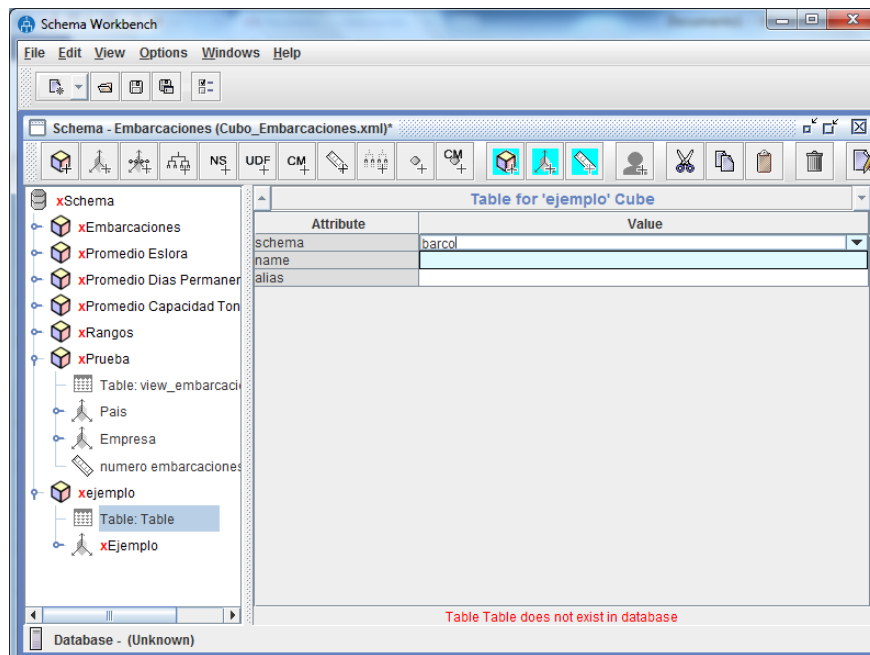 Schema Workbench
File Edit View Options Windows Help
Schema - Embarcaciones (Cubo_Embarcaciones.xml)*
NS UDF CM CM
xSchema
xEmbarcaciones
xPromedio Eslora
xPromedio Dias Permaner
xPromedio Capacidad Ton
xRangos
xPrueba
Table: view_embarcaci
Pais
Empresa
numero embarcaciones
xejemplo
Table: Table
xEjemplo
Table for 'ejemplo' Cube
Attribute Value
schema barco
name
alias
Table Table does not exist in database
Database - (Unknown)